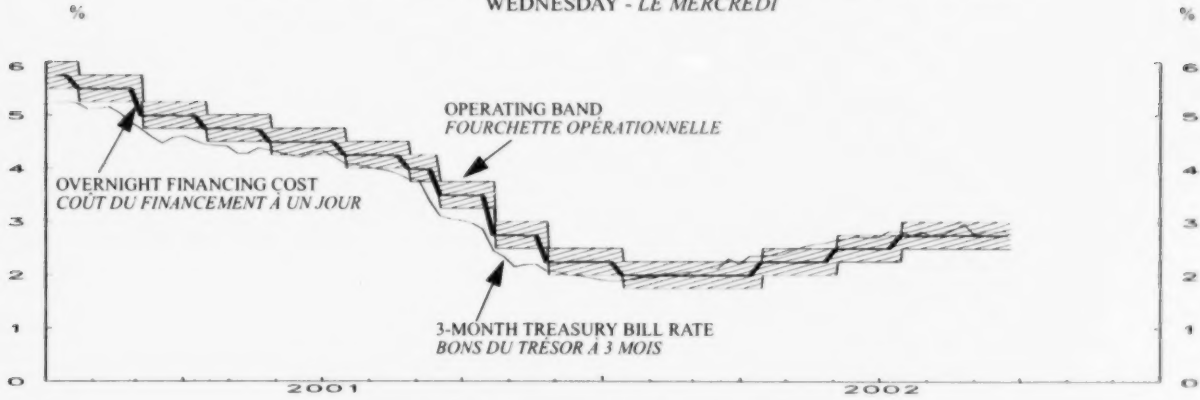 WEDNESDAY - LE MERCREDI
% %
6 6
5 5
4 4
3 3
2 2
1 1
0 0
OPERATING BAND
FOURCHETTE OPÉRATIONNELLE
OVERNIGHT FINANCING COST
COÛT DU FINANCEMENT À UN JOUR
3-MONTH TREASURY BILL RATE
BONS DU TRÉSOR À 3 MOIS
2001 2002